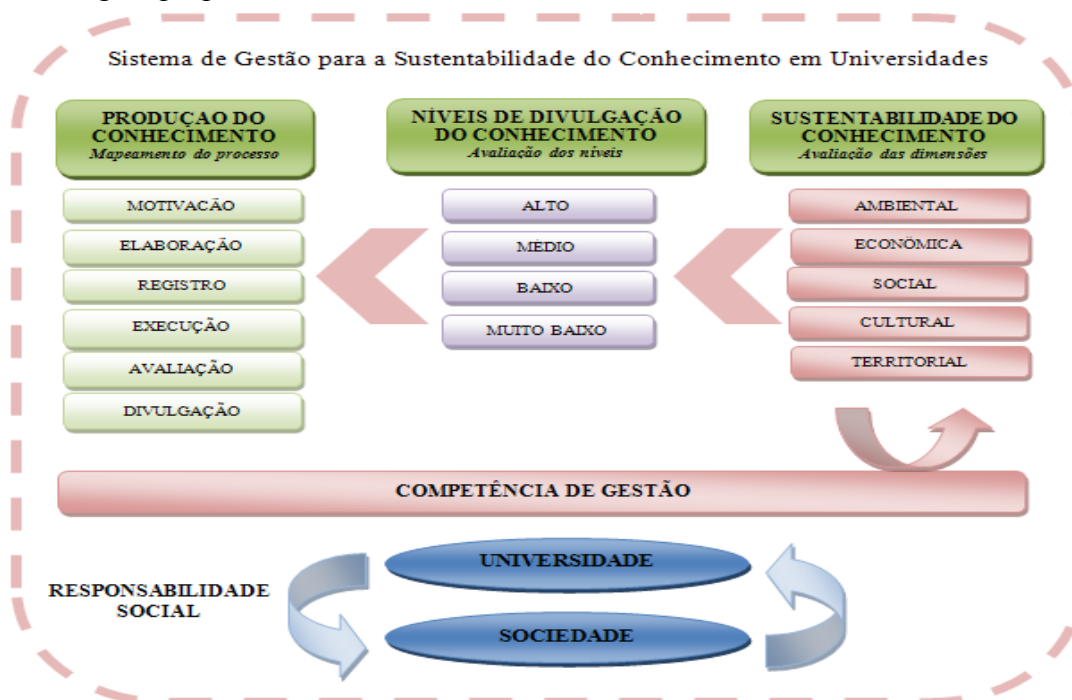 Sistema de Gestão para a Sustentabilidade do Conhecimento em Universidades
PRODUÇAO DO
CONHECIMENTO
Mapeamento do processo
MOTIVACÃO
ELABORAÇÃO
REGISTRO
EXECUÇÃO
AVALIAÇÃO
DIVULGAÇÃO
NÍVEIS DE DIVULGAÇÃO
DO CONHECIMENTO
Avaliação dos níveis
ALTO
MÉDIO
BAIXO
MUITO BAIXO
SUSTENTABILIDADE DO
CONHECIMENTO
Avaliação das dimensões
AMBIENTAL
ECONÔMICA
SOCIAL
CULTURAL
TERRITORIAL
COMPETÊNCIA DE GESTÃO
RESPONSABILIDADE
SOCIAL
UNIVERSIDADE
SOCIEDADE